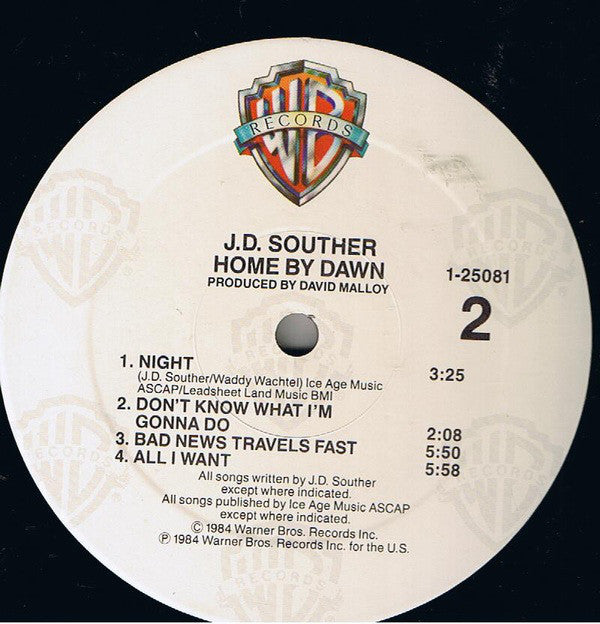 WB
RECORDS
J.D. SOUTHER
HOME BY DAWN
PRODUCED BY DAVID MALLOY
1-25081
2
1. NIGHT 3:25
(J.D. Souther/Waddy Wachtel) Ice Age Music
ASCAP/Leadsheet Land Music BMI
2. DON'T KNOW WHAT I'M
GONNA DO 2:08
3. BAD NEWS TRAVELS FAST 5:50
4. ALL I WANT 5:58
All songs written by J.D. Souther
except where indicated.
All songs published by Ice Age Music ASCAP
except where indicated.
© 1984 Warner Bros. Records Inc.
℗ 1984 Warner Bros. Records Inc. for the U.S.